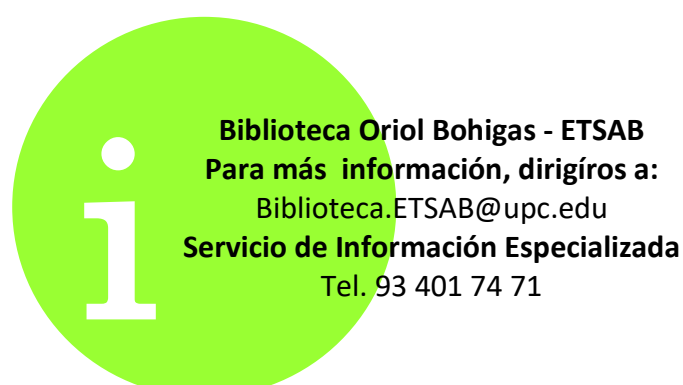 Biblioteca Oriol Bohigas - ETSAB
Para más información, dirigíros a:
Biblioteca.ETSAB@upc.edu
Servicio de Información Especializada
Tel. 93 401 74 71